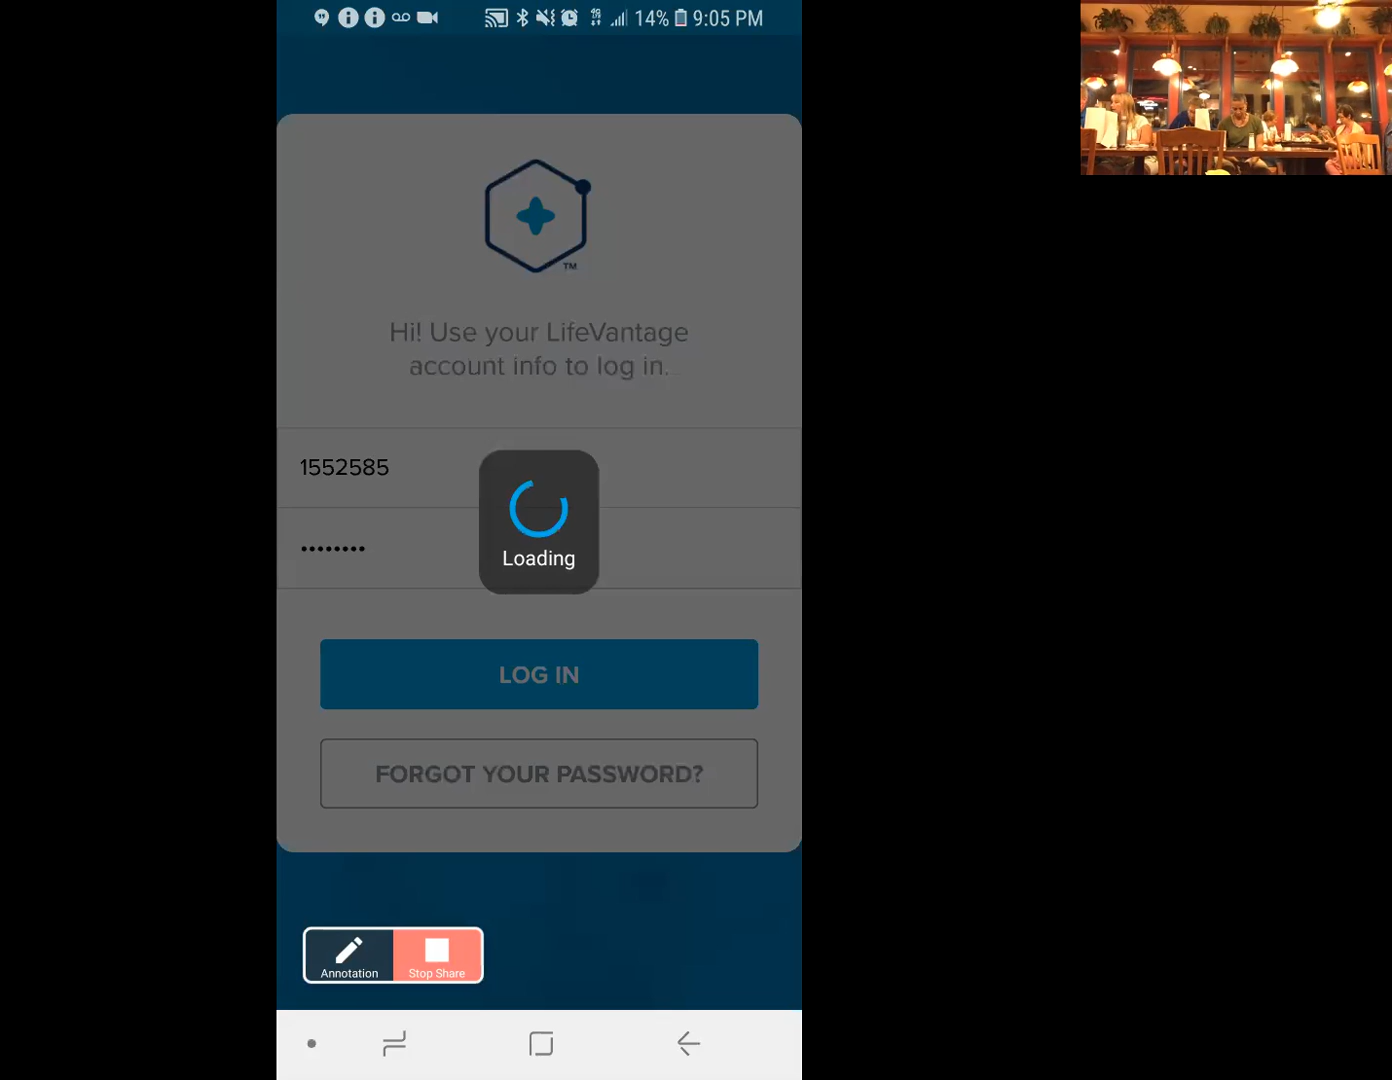 14% 9:05 PM
TM
Hi! Use your LifeVantage
account info to log in.
1552585
••••••••
Loading
LOG IN
FORGOT YOUR PASSWORD?
Annotation Stop Share